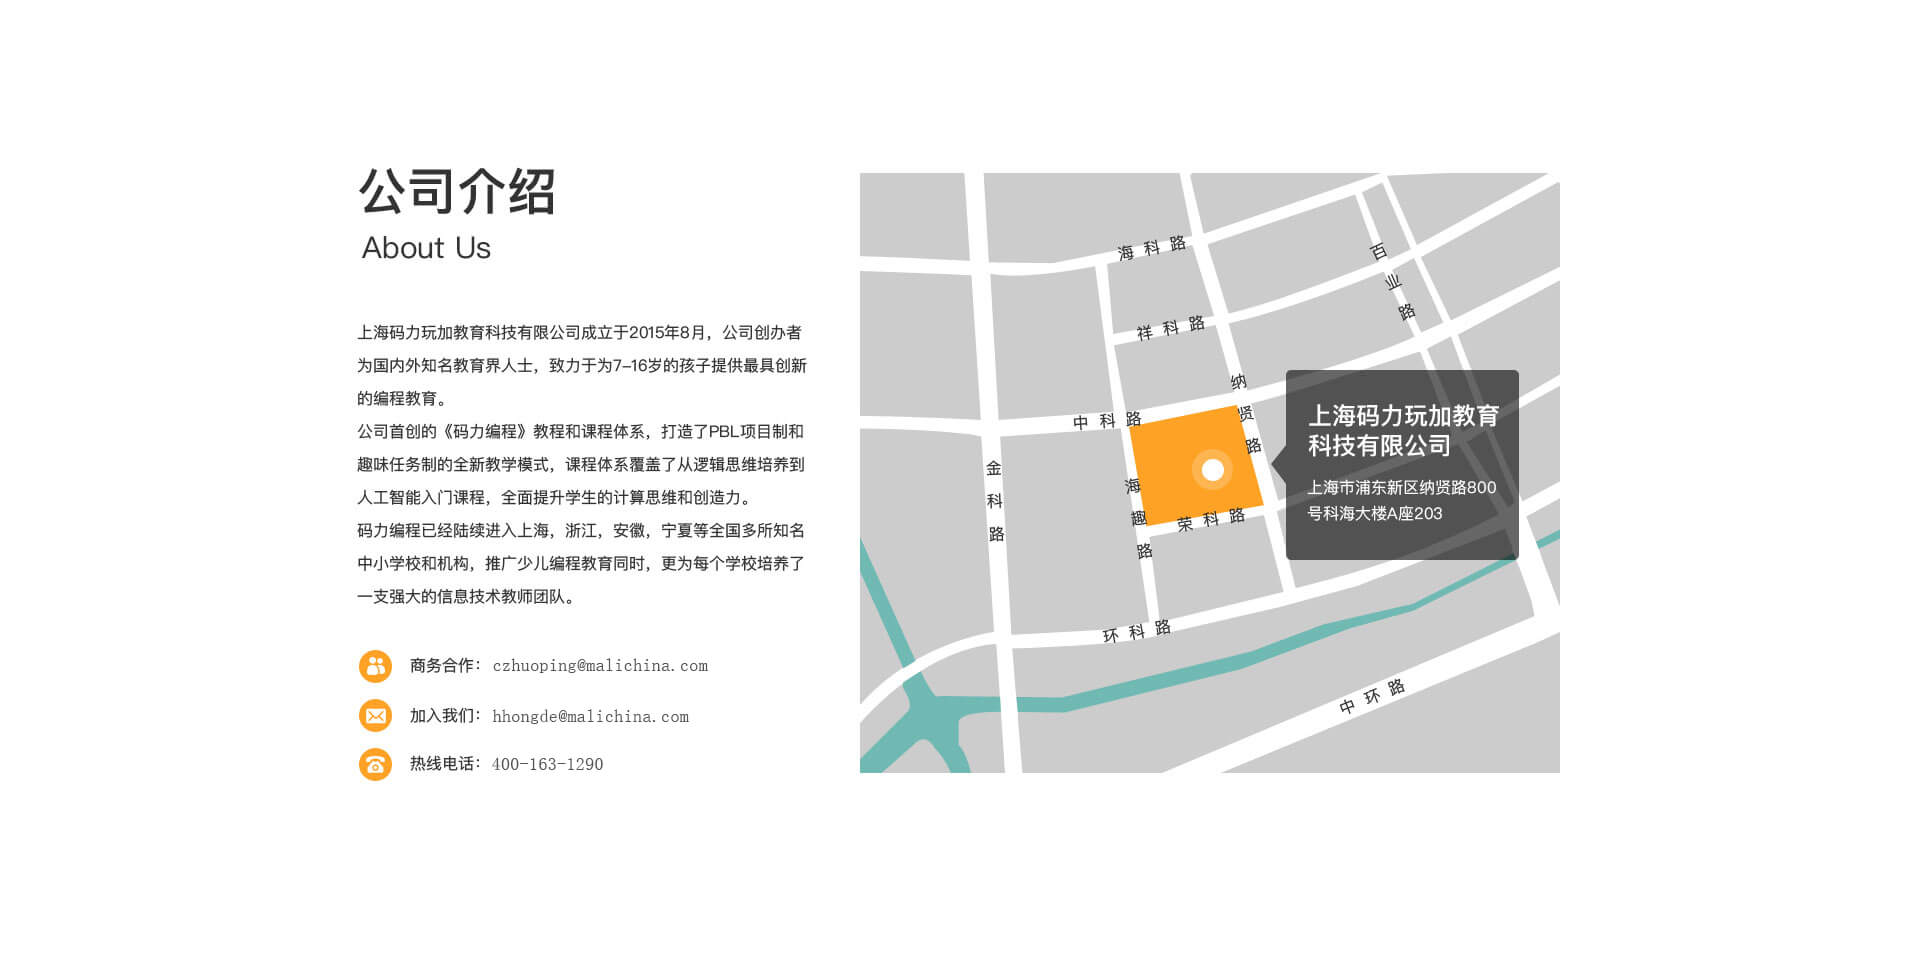 公司介绍
About Us
上海码力玩加教育科技有限公司成立于2015年8月，公司创办者
为国内外知名教育界人士，致力于为7-16岁的孩子提供最具创新
的编程教育。
公司首创的《码力编程》教程和课程体系，打造了PBL项目制和
趣味任务制的全新教学模式，课程体系覆盖了从逻辑思维培养到
人工智能入门课程，全面提升学生的计算思维和创造力。
码力编程已经陆续进入上海，浙江，安徽，宁夏等全国多所知名
中小学校和机构，推广少儿编程教育同时，更为每个学校培养了
一支强大的信息技术教师团队。
商务合作：czhuoping@malichina.com
加入我们：hhongde@malichina.com
热线电话：400-163-1290
海科路
百业路
祥科路
纳贤路
中科路
金科路
海趣路
荣科路
环科路
中环路
上海码力玩加教育
科技有限公司
上海市浦东新区纳贤路800
号科海大楼A座203